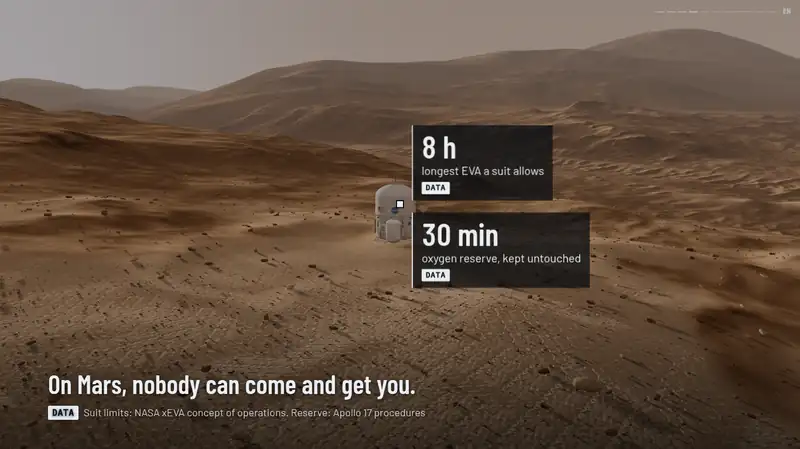 EN
8 h
longest EVA a suit allows
DATA
30 min
oxygen reserve, kept untouched
DATA
On Mars, nobody can come and get you.
DATA Suit limits: NASA xEVA concept of operations. Reserve: Apollo 17 procedures